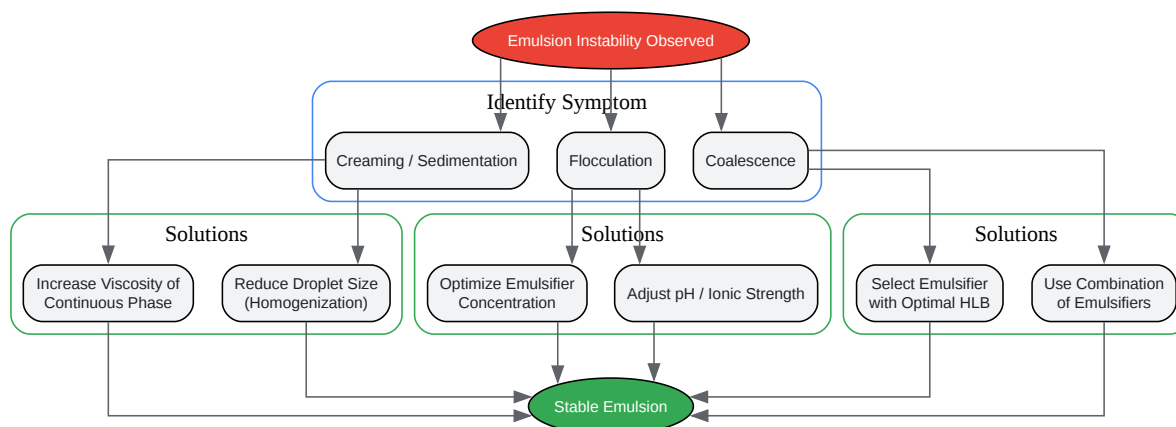 Emulsion Instability Observed
Identify Symptom
Creaming / Sedimentation
Flocculation
Coalescence
Solutions
Increase Viscosity of
Continuous Phase
Reduce Droplet Size
(Homogenization)
Solutions
Optimize Emulsifier
Concentration
Adjust pH / Ionic Strength
Solutions
Select Emulsifier
with Optimal HLB
Use Combination
of Emulsifiers
Stable Emulsion